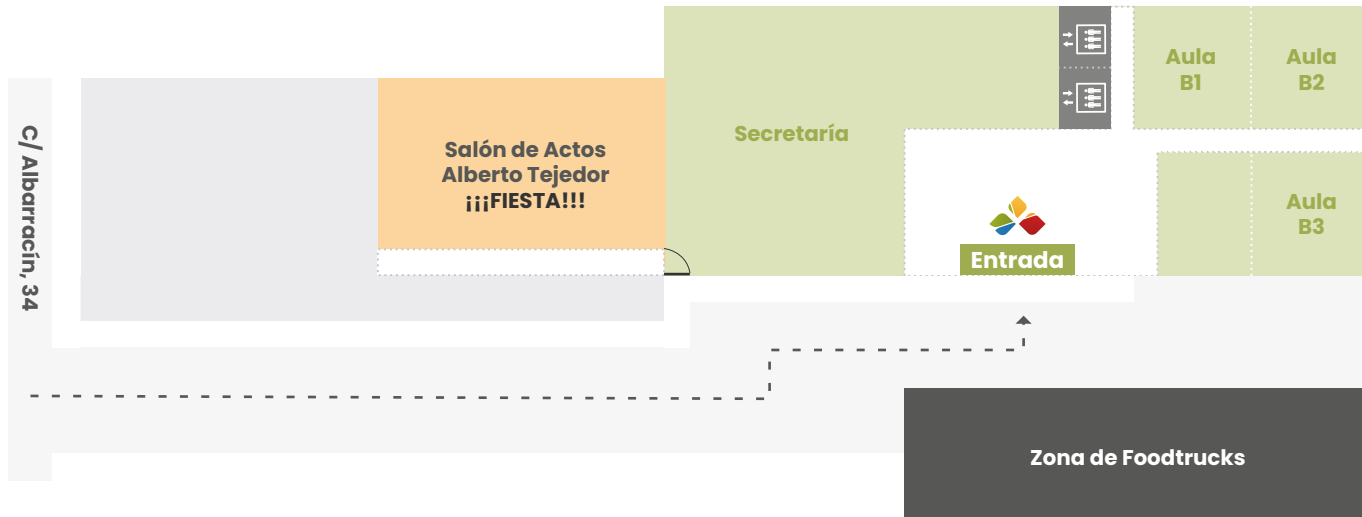 C/ Albarracín, 34
Salón de Actos
Alberto Tejedor
¡¡¡FIESTA!!!
Secretaría
Aula
B1
Aula
B2
Aula
B3
Entrada
Zona de Foodtrucks